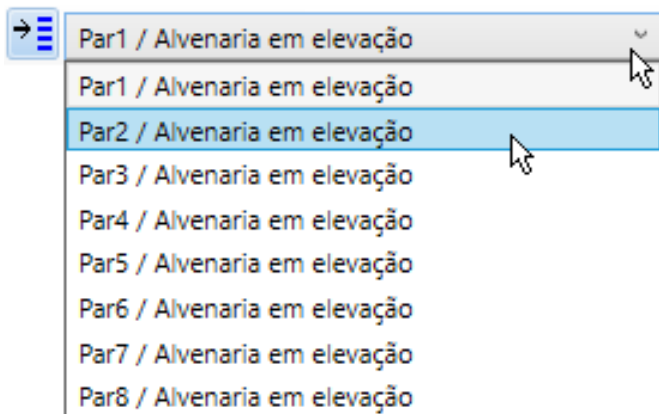 Par1 / Alvenaria em elevação
Par1 / Alvenaria em elevação
Par2 / Alvenaria em elevação
Par3 / Alvenaria em elevação
Par4 / Alvenaria em elevação
Par5 / Alvenaria em elevação
Par6 / Alvenaria em elevação
Par7 / Alvenaria em elevação
Par8 / Alvenaria em elevação